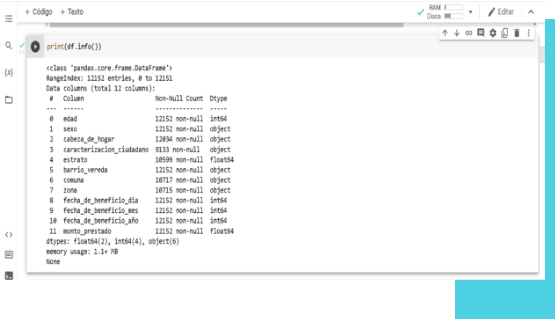 + Código + Texto
RAM
Disco
Editar
print(df.info())
<class 'pandas.core.frame.DataFrame'>
RangeIndex: 12152 entries, 0 to 12151
Data columns (total 12 columns):
# Column Non-Null Count Dtype
--- ------ -------------- -----
0 edad 12152 non-null int64
1 sexo 12152 non-null object
2 cabeza_de_hogar 12034 non-null object
3 caracterizacion_ciudadano 9133 non-null object
4 estrato 10599 non-null float64
5 barrio_vereda 12152 non-null object
6 comuna 10717 non-null object
7 zona 10715 non-null object
8 fecha_de_beneficio_dia 12152 non-null int64
9 fecha_de_beneficio_mes 12152 non-null int64
10 fecha_de_beneficio_año 12152 non-null int64
11 monto_prestado 12152 non-null float64
dtypes: float64(2), int64(4), object(6)
memory usage: 1.1+ MB
None